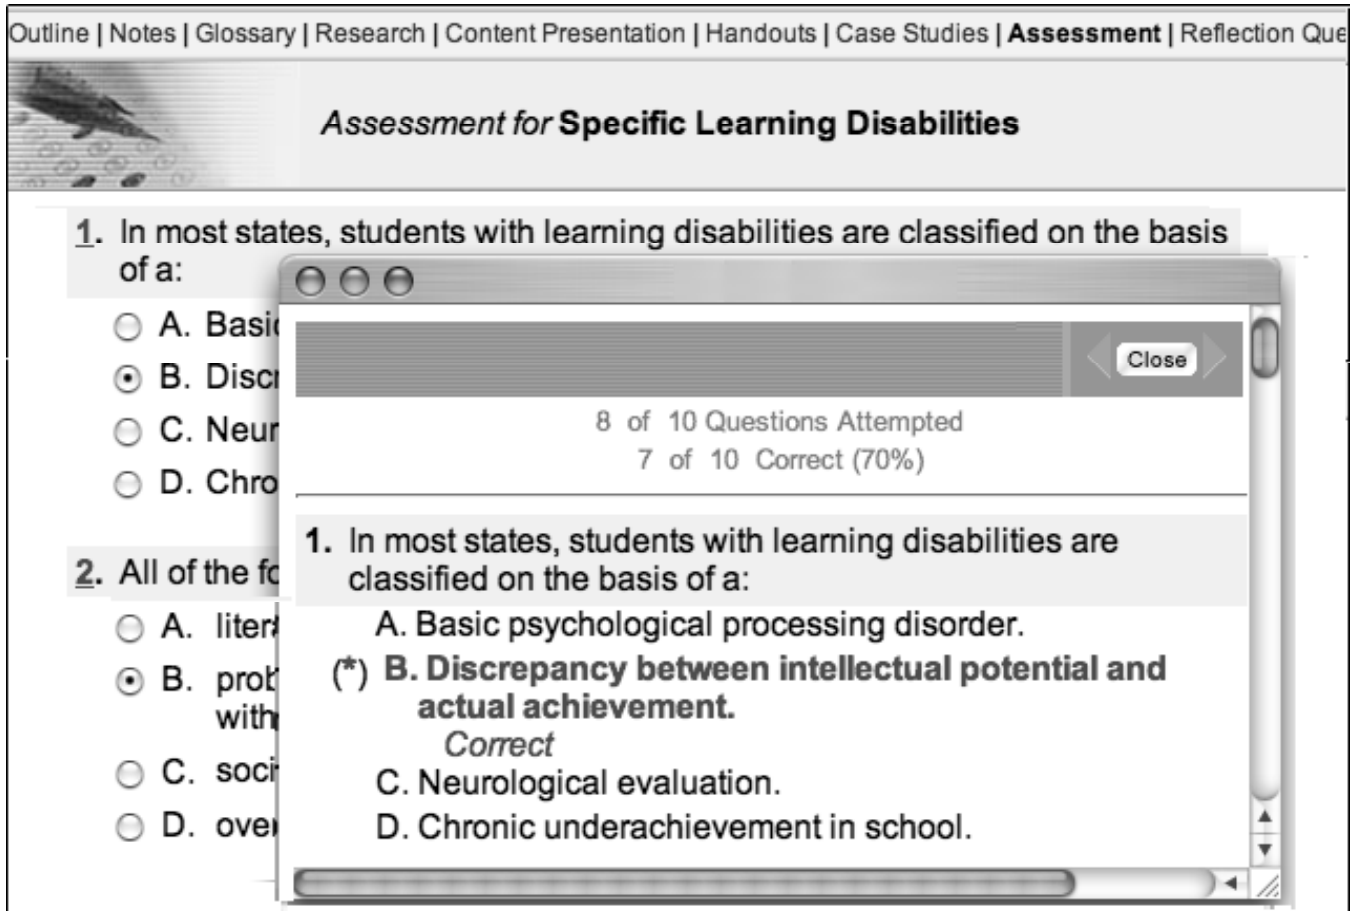 Outline | Notes | Glossary | Research | Content Presentation | Handouts | Case Studies | Assessment | Reflection Que
Assessment for Specific Learning Disabilities
1. In most states, students with learning disabilities are classified on the basis
of a:
A. Basic
B. Discr
C. Neur
D. Chro
2. All of the fo
A. liter
B. prob
with
C. soci
D. over
Close
8 of 10 Questions Attempted
7 of 10 Correct (70%)
1. In most states, students with learning disabilities are
classified on the basis of a:
A. Basic psychological processing disorder.
(*) B. Discrepancy between intellectual potential and
actual achievement.
Correct
C. Neurological evaluation.
D. Chronic underachievement in school.